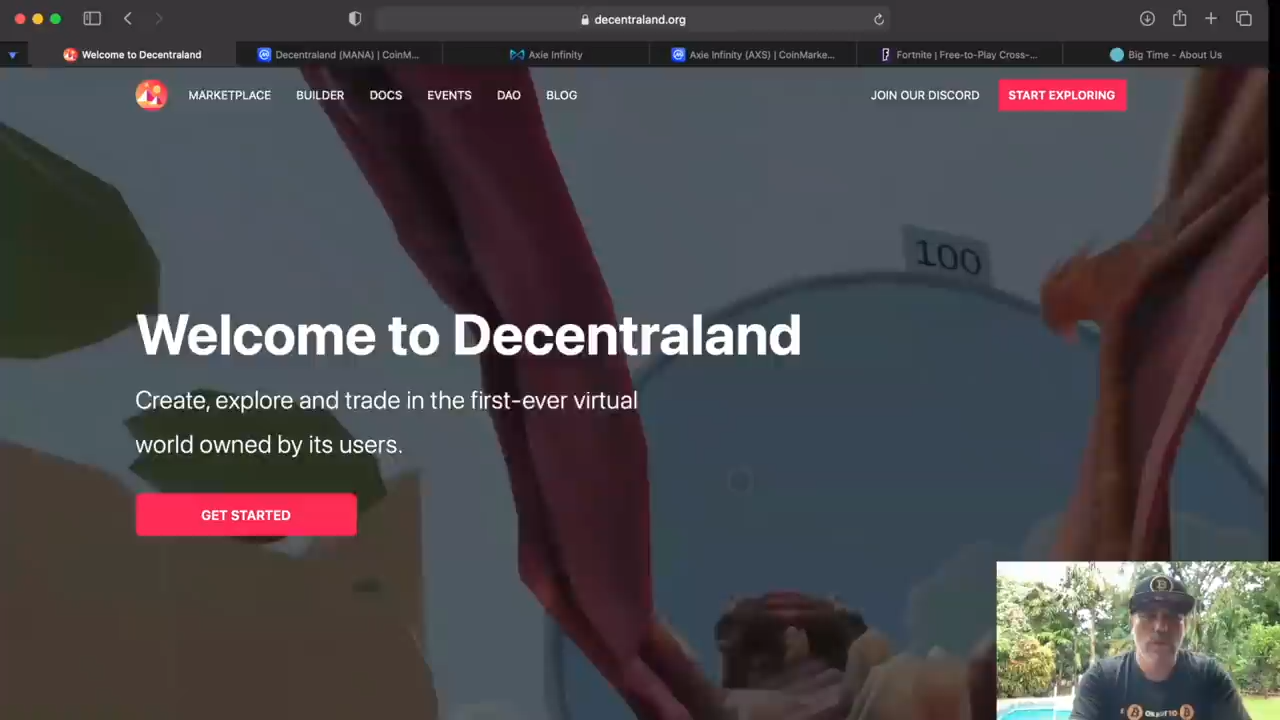 decentraland.org
Welcome to Decentraland
Decentraland (MANA) | CoinM...
Axie Infinity
Axie Infinity (AXS) | CoinMarke...
Fortnite | Free-to-Play Cross-...
Big Time - About Us
MARKETPLACE
BUILDER
DOCS
EVENTS
DAO
BLOG
JOIN OUR DISCORD
START EXPLORING
100
Welcome to Decentraland
Create, explore and trade in the first-ever virtual
world owned by its users.
GET STARTED